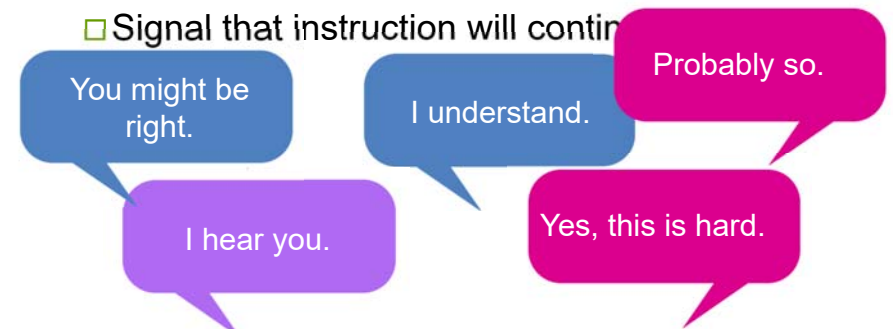 Signal that instruction will contin
Probably so.
You might be
right.
I understand.
I hear you.
Yes, this is hard.